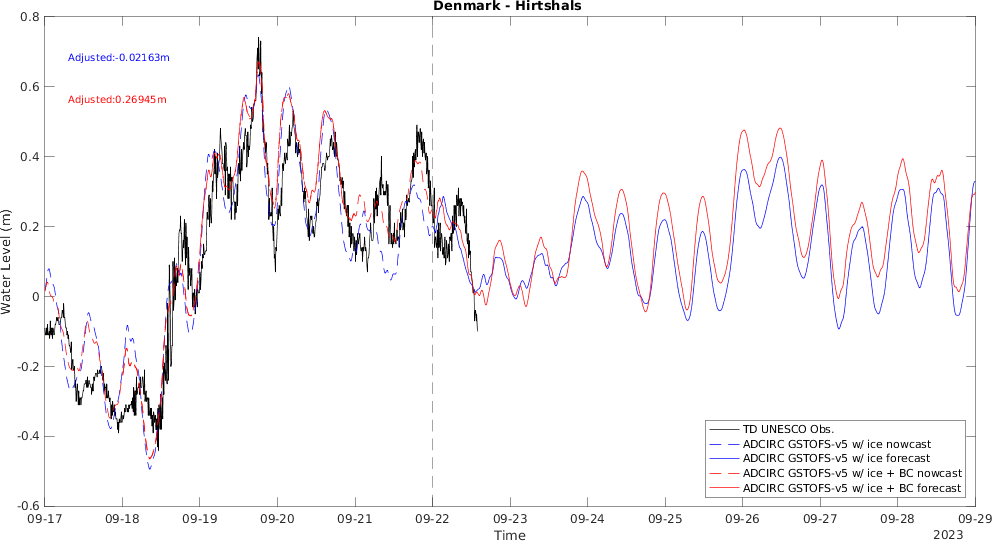 Denmark - Hirtshals
0.8
0.6
0.4
0.2
0
-0.2
-0.4
-0.6
Water Level (m)
Adjusted:-0.02163m
Adjusted:0.26945m
TD UNESCO Obs.
ADCIRC GSTOFS-v5 w/ ice nowcast
ADCIRC GSTOFS-v5 w/ ice forecast
ADCIRC GSTOFS-v5 w/ ice + BC nowcast
ADCIRC GSTOFS-v5 w/ ice + BC forecast
09-17 09-18 09-19 09-20 09-21 09-22 09-23 09-24 09-25 09-26 09-27 09-28 09-29
Time
2023